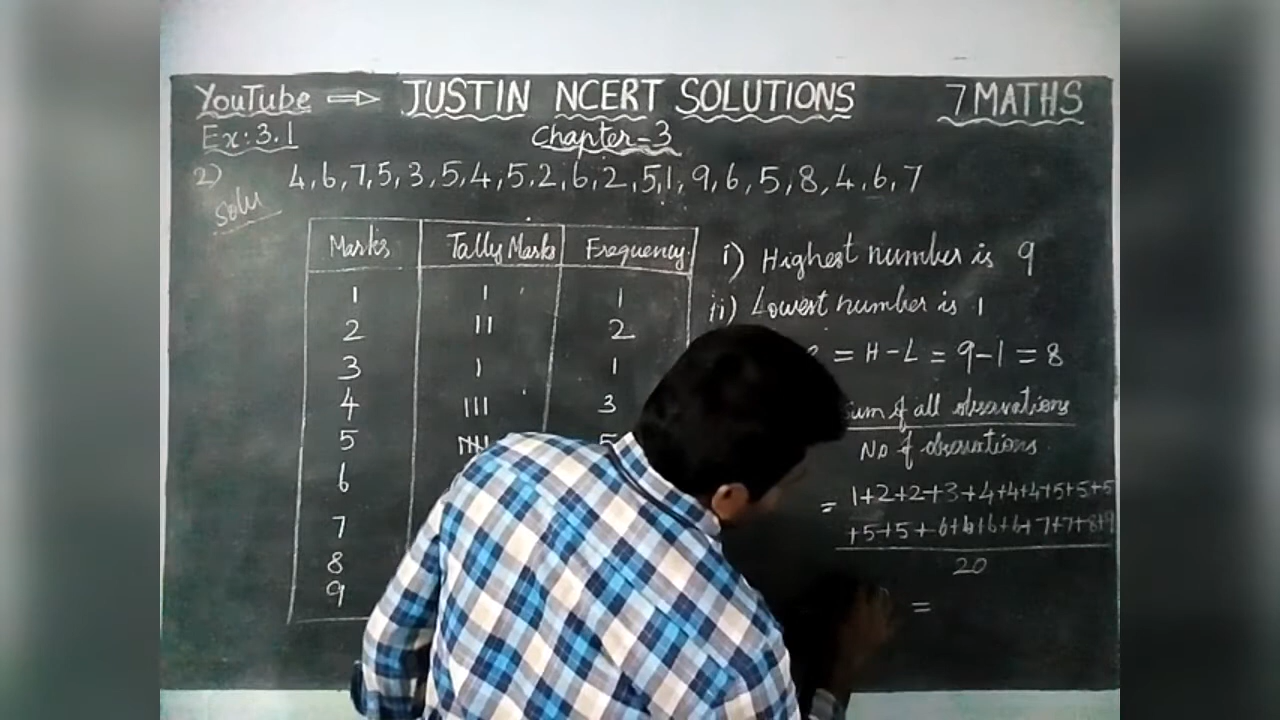 YouTube ⇒ JUSTIN NCERT SOLUTIONS 7 MATHS
Ex: 3.1 Chapter-3
2) 4, 6, 7, 5, 3, 5, 4, 5, 2, 6, 2, 5, 1, 9, 6, 5, 8, 4, 6, 7
Solu
Marks Tally Marks Frequency
1 | 1
2 || 2
3 | 1
4 ||| 3
5 𝍸 5
6
7
8
9
i) Highest number is 9
ii) Lowest number is 1
= H - L = 9 - 1 = 8
Sum of all observations
No of observations
= 1+2+2+3+4+4+4+5+5+5
+5+5+6+6+6+6+7+7+8+9
20
=